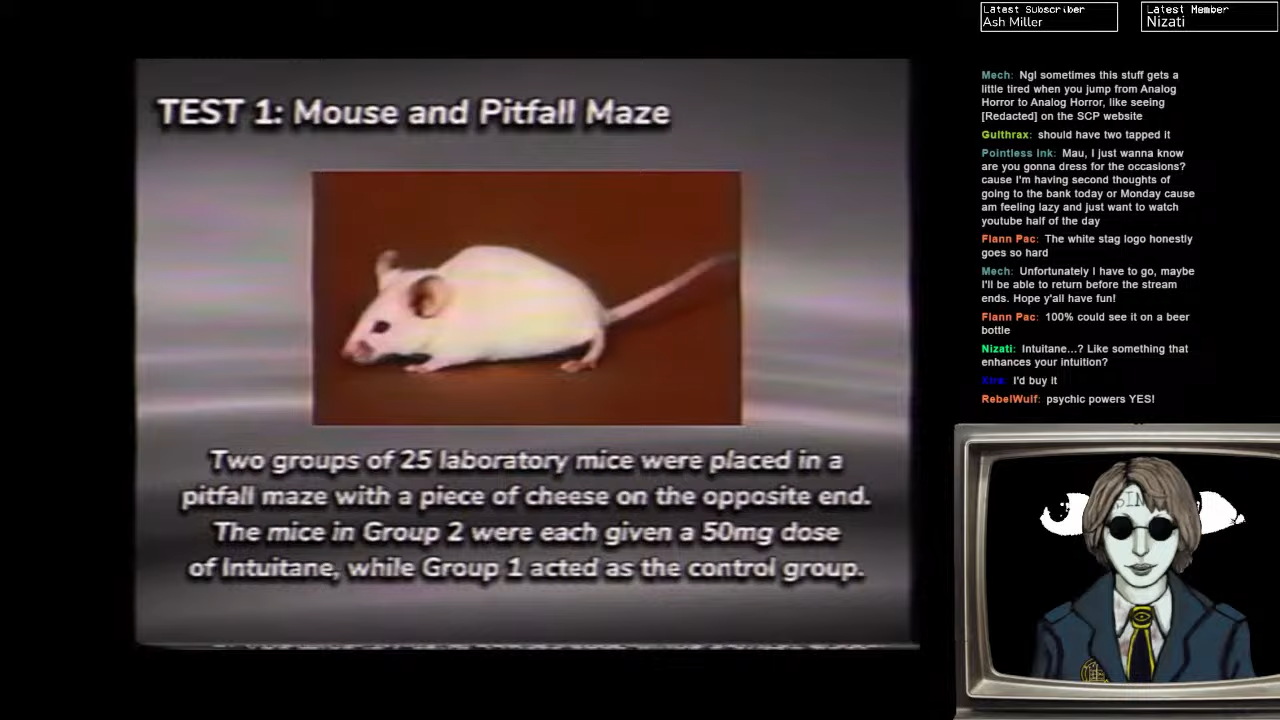 Latest Subscriber
Ash Miller
Latest Member
Nizati
TEST 1: Mouse and Pitfall Maze
Two groups of 25 laboratory mice were placed in a
pitfall maze with a piece of cheese on the opposite end.
The mice in Group 2 were each given a 50mg dose
of Intuitane, while Group 1 acted as the control group.
Mech: Ngl sometimes this stuff gets a
little tired when you jump from Analog
Horror to Analog Horror, like seeing
[Redacted] on the SCP website
Gulthrax: should have two tapped it
Pointless Ink: Mau, I just wanna know
are you gonna dress for the occasions?
cause I'm having second thoughts of
going to the bank today or Monday cause
am feeling lazy and just want to watch
youtube half of the day
Flann Pac: The white stag logo honestly
goes so hard
Mech: Unfortunately I have to go, maybe
I'll be able to return before the stream
ends. Hope y'all have fun!
Flann Pac: 100% could see it on a beer
bottle
Nizati: Intuitane...? Like something that
enhances your intuition?
I'd buy it
RebelWulf: psychic powers YES!